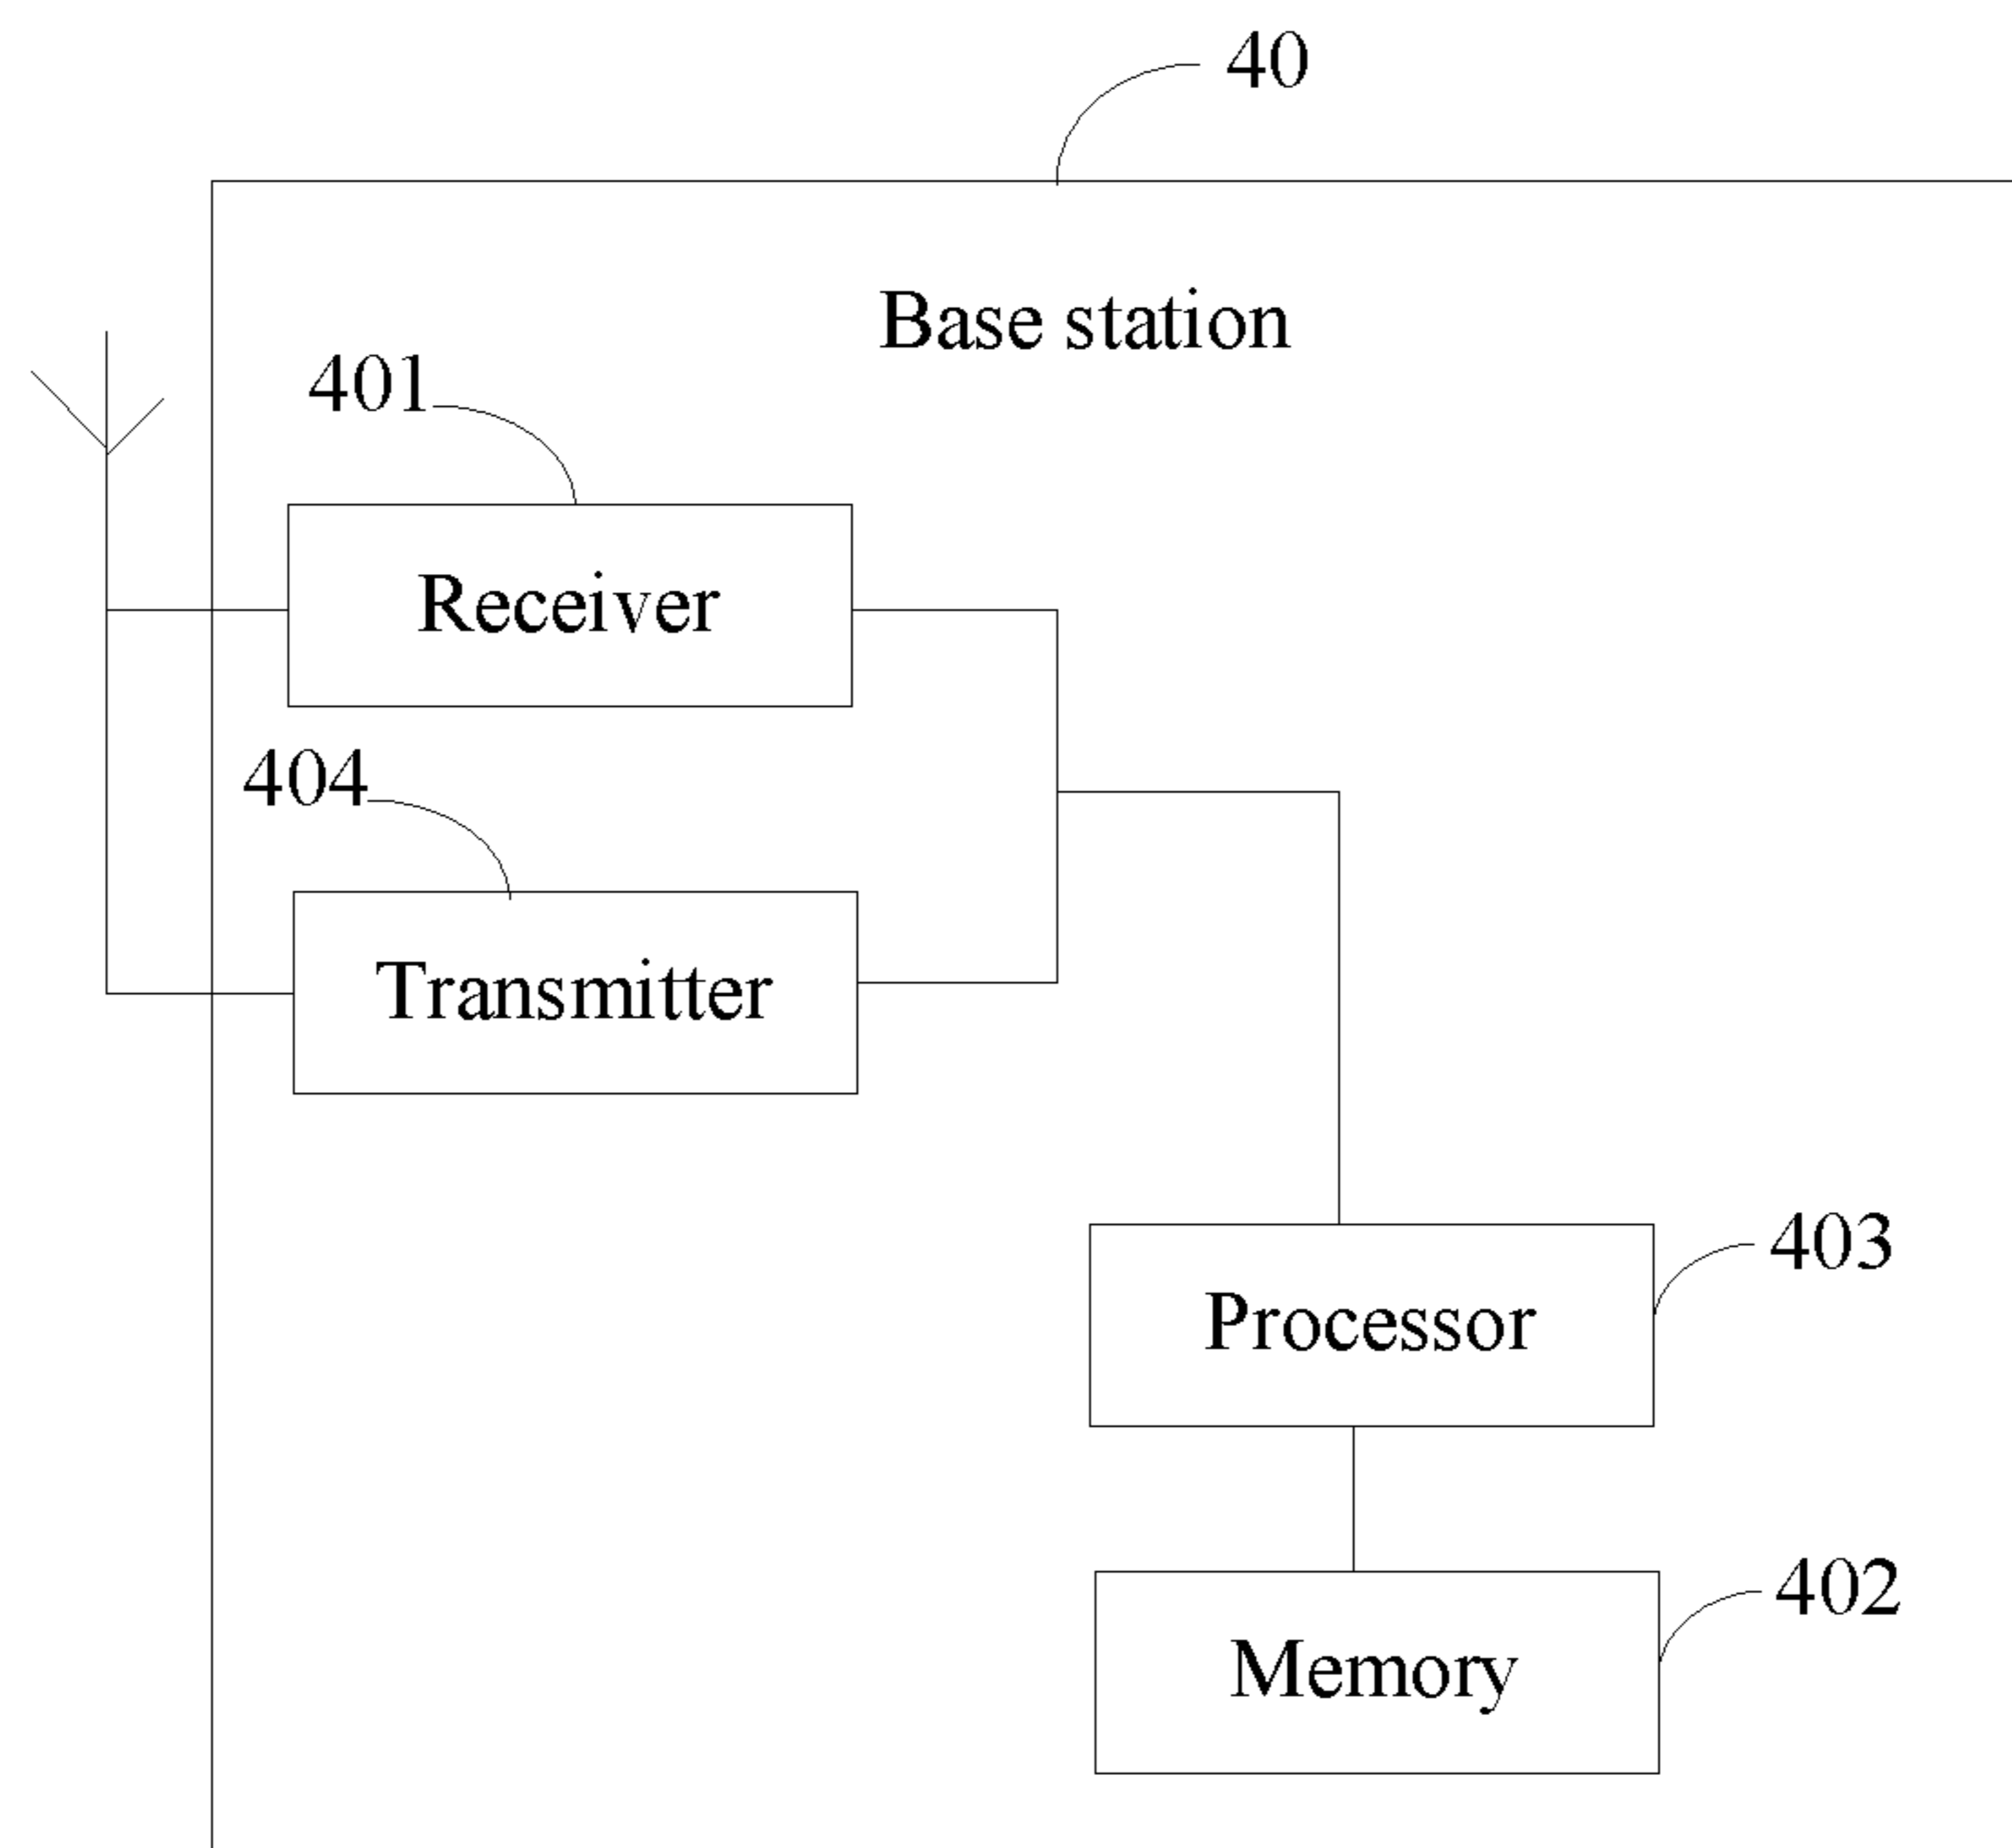 40
Base station
401
Receiver
404
Transmitter
403
Processor
402
Memory